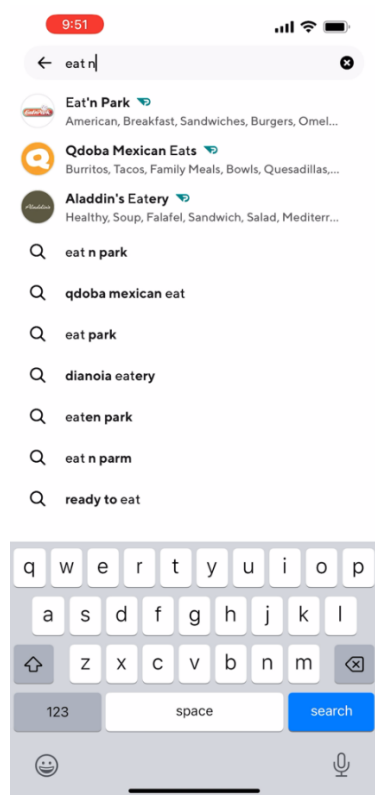 9:51
eat n
Eat'n Park
American, Breakfast, Sandwiches, Burgers, Omel...
Qdoba Mexican Eats
Burritos, Tacos, Family Meals, Bowls, Quesadillas,...
Aladdin's Eatery
Healthy, Soup, Falafel, Sandwich, Salad, Mediterr...
eat n park
qdoba mexican eat
eat park
dianoia eatery
eaten park
eat n parm
ready to eat
q w e r t y u i o p
a s d f g h j k l
z x c v b n m
123 space search